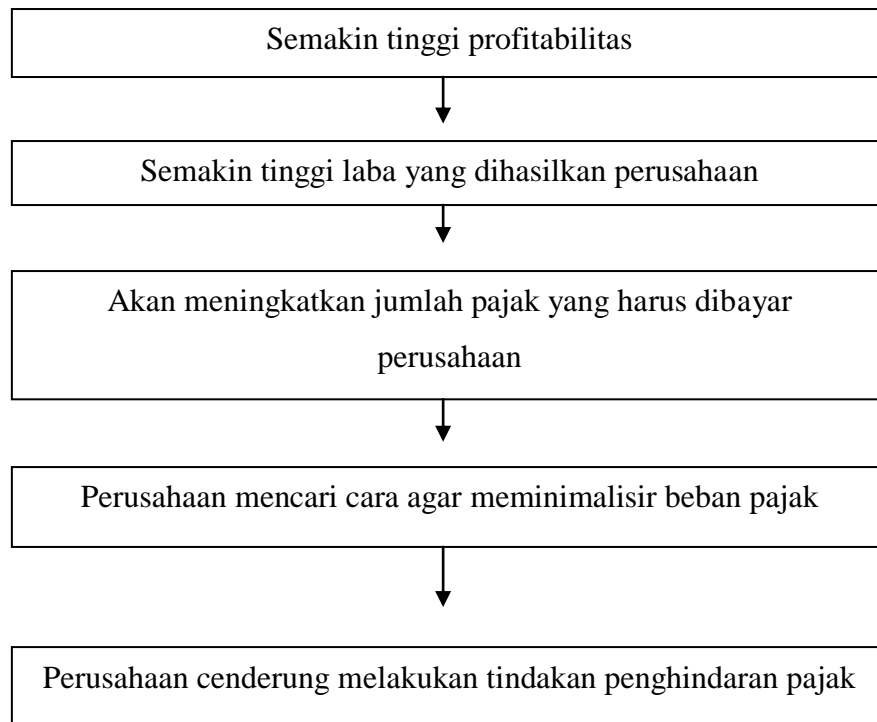 Semakin tinggi profitabilitas
Semakin tinggi laba yang dihasilkan perusahaan
Akan meningkatkan jumlah pajak yang harus dibayar
perusahaan
Perusahaan mencari cara agar meminimalisir beban pajak
Perusahaan cenderung melakukan tindakan penghindaran pajak